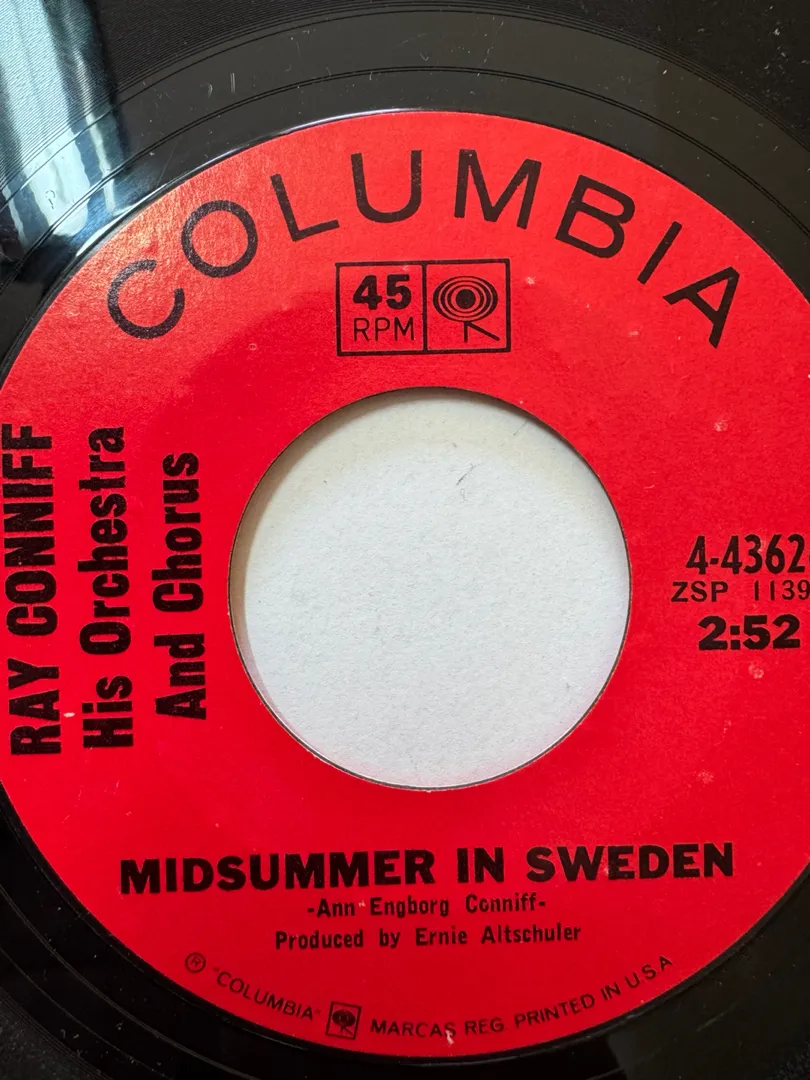 COLUMBIA
45
RPM
RAY CONNIFF
His Orchestra
And Chorus
4-4362
ZSP 1139
2:52
MIDSUMMER IN SWEDEN
-Ann Engborg Conniff-
Produced by Ernie Altschuler
® "COLUMBIA" MARCAS REG. PRINTED IN U.S.A